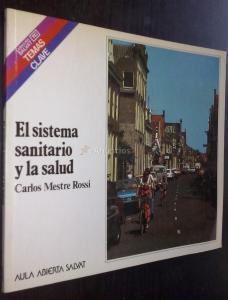 TEMAS
CLAVE
El sistema
sanitario
y la salud
Carlos Mestre Rossi
AULA ABIERTA SALVAT